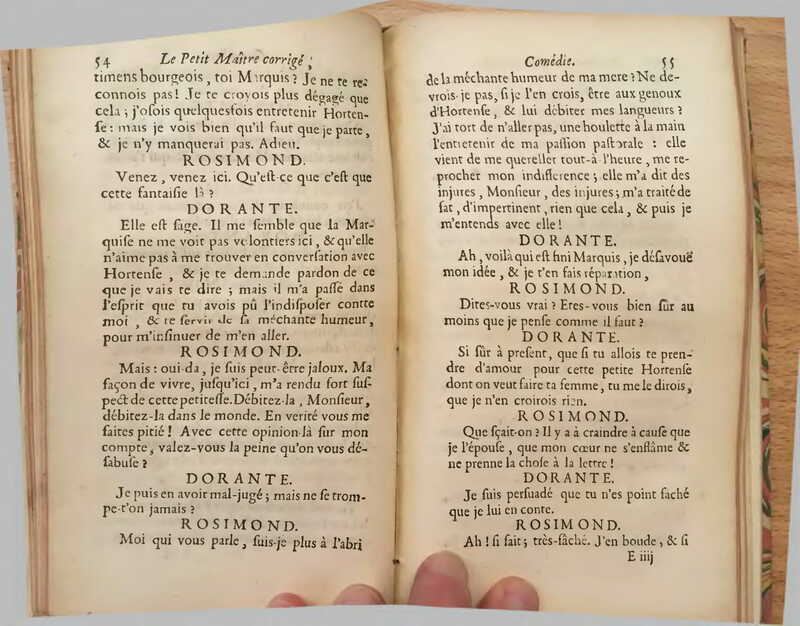 54 Le Petit Maître corrigé ;
timens bourgeois, toi Marquis ? Je ne te re-
connois pas ! Je te croyois plus dégagé que
cela ; j'osois quelquesfois entretenir Horten-
ſe : mais je vois bien qu'il faut que je parte,
& je n'y manquerai pas. Adieu.
ROSIMOND.
Venez, venez ici. Qu'eſt-ce que c'eſt que
cette fantaiſie là ?
DORANTE.
Elle eſt ſage. Il me ſemble que la Mar-
quiſe ne me voit pas volontiers ici, & qu'elle
n'aime pas à me trouver en converſation avec
Hortenſe, & je te demande pardon de ce
que je vais te dire ; mais il m'a paſſé dans
l'eſprit que tu avois pû l'indiſpoſer contre
moi, & te ſervir de ſa méchante humeur,
pour m'inſinuer de m'en aller.
ROSIMOND.
Mais : oui-da, je ſuis peut-être jaloux. Ma
façon de vivre, juſqu'ici, m'a rendu fort ſuſ-
pect de cette petiteſſe. Débitez-la, Monſieur,
débitez-la dans le monde. En verité vous me
faites pitié ! Avec cette opinion-là ſur mon
compte, valez-vous la peine qu'on vous dé-
ſabuſe ?
DORANTE.
Je puis en avoir mal-jugé ; mais ne ſe trom-
pe-t'on jamais ?
ROSIMOND.
Moi qui vous parle, ſuis-je plus à l'abri
Comédie. 55
de la méchante humeur de ma mere ? Ne de-
vrois-je pas, ſi je l'en crois, être aux genoux
d'Hortenſe, & lui débiter mes langueurs ?
J'ai tort de n'aller pas, une houlette à la main
l'entretenir de ma paſſion paſtorale : elle
vient de me quereller tout-à l'heure, me re-
procher mon indifference ; elle m'a dit des
injures, Monſieur, des injures ; m'a traité de
fat, d'impertinent, rien que cela, & puis je
m'entends avec elle !
DORANTE.
Ah, voilà qui eſt fini Marquis, je déſavouë
mon idée, & je t'en fais réparation,
ROSIMOND.
Dites-vous vrai ? Etes-vous bien ſûr au
moins que je penſe comme il faut ?
DORANTE.
Si ſûr à preſent, que ſi tu allois te pren-
dre d'amour pour cette petite Hortenſe
dont on veut faire ta femme, tu me le dirois,
que je n'en croirois rien.
ROSIMOND.
Que ſçait-on ? Il y a à craindre à cauſe que
je l'épouſe, que mon cœur ne s'enflâme &
ne prenne la choſe à la lettre !
DORANTE.
Je ſuis perſuadé que tu n'es point faché
que je lui en conte.
ROSIMOND.
Ah ! ſi fait ; très-fâché. J'en boude, & ſi
E iiij